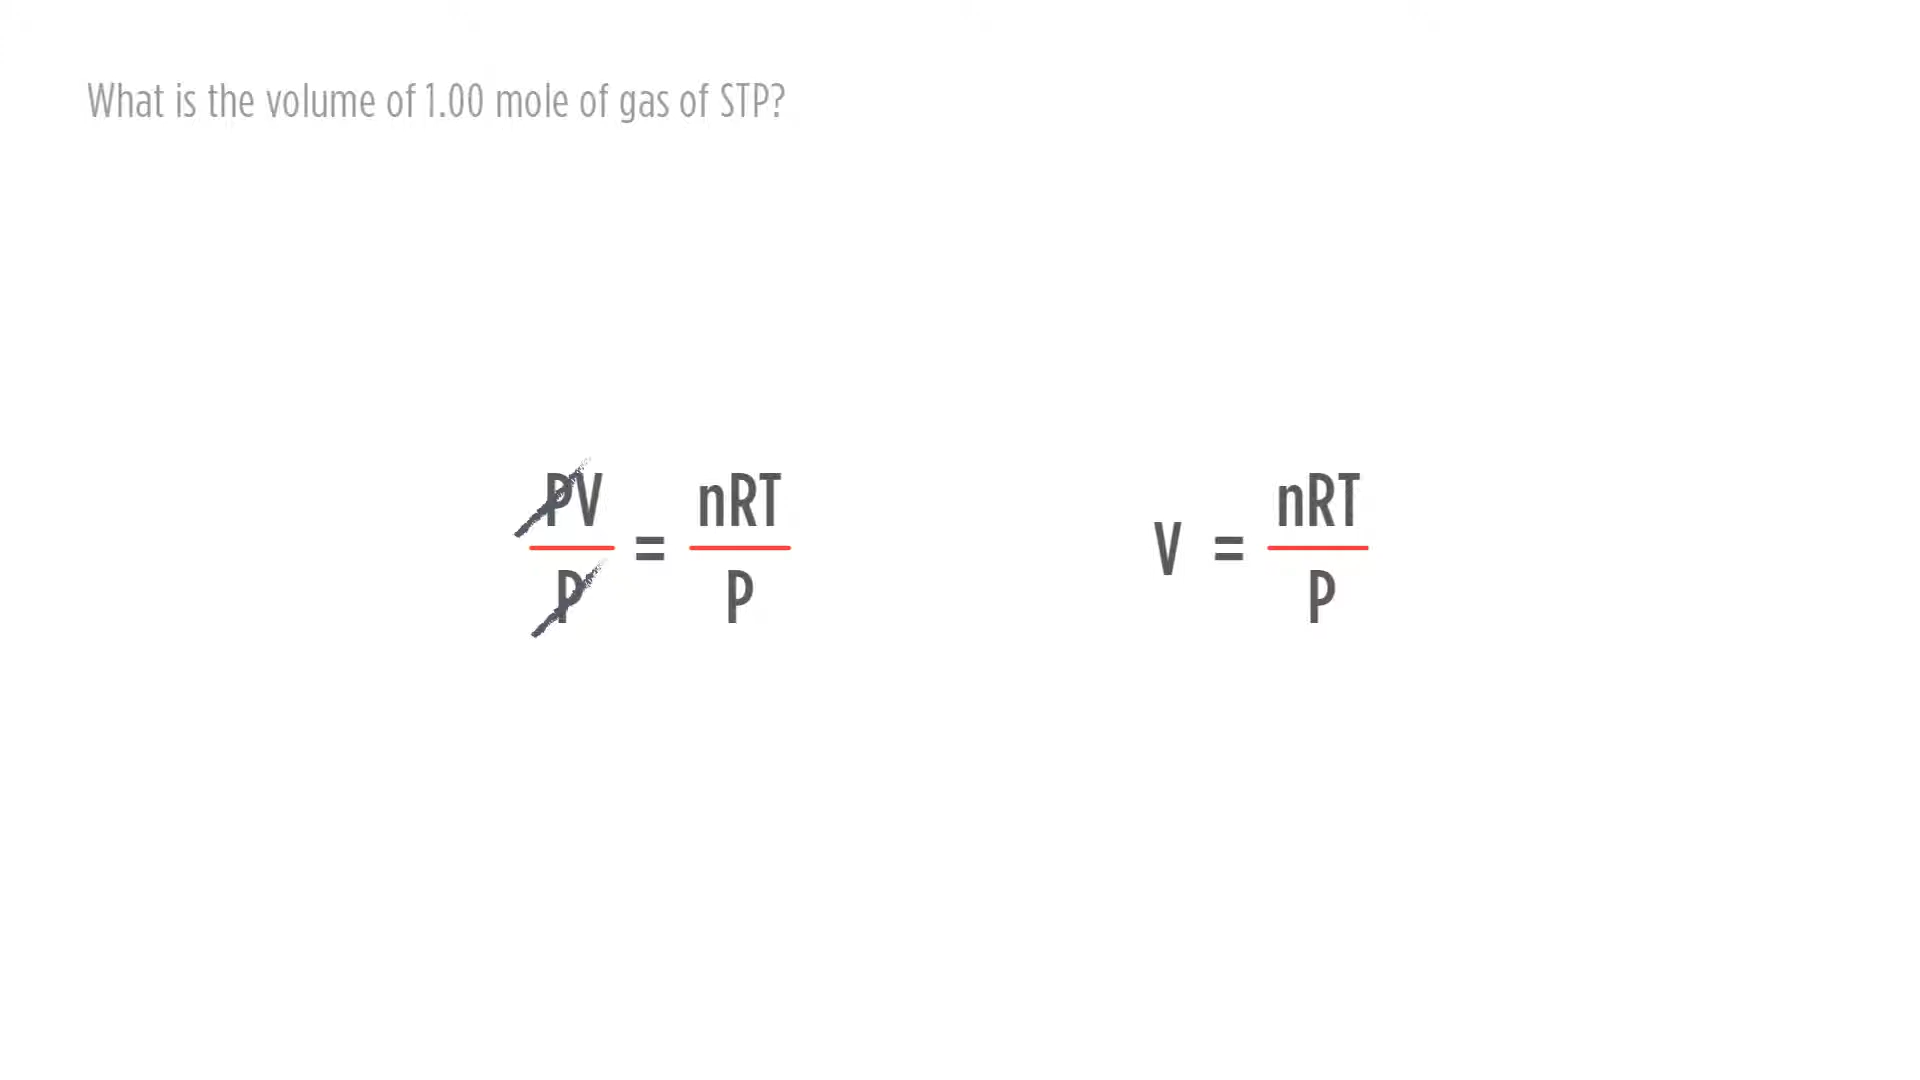 What is the volume of 1.00 mole of gas of STP?
PV/P = nRT/P
V = nRT/P